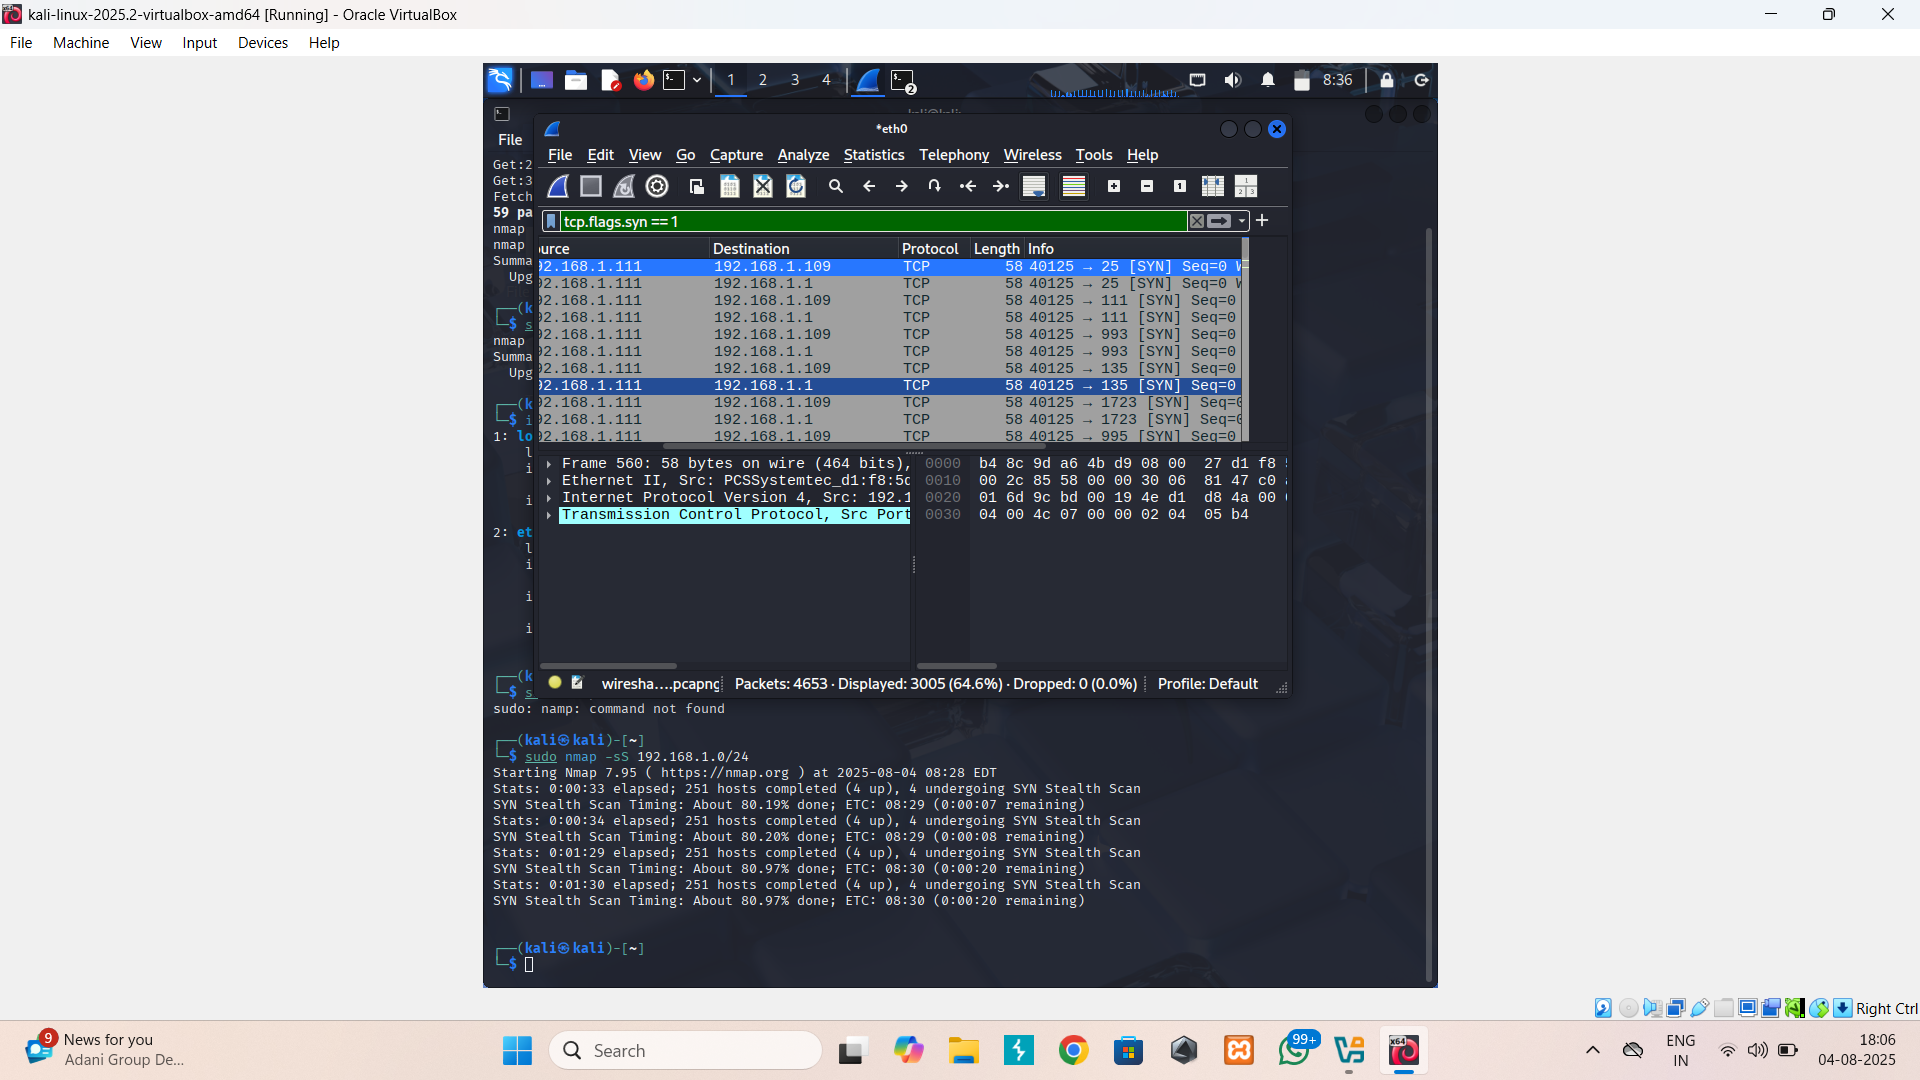 kali-linux-2025.2-virtualbox-amd64 [Running] - Oracle VirtualBox
File Machine View Input Devices Help
1 2 3 4 2 8:36
File
*eth0
File Edit View Go Capture Analyze Statistics Telephony Wireless Tools Help
tcp.flags.syn == 1
urce Destination Protocol Length Info
92.168.1.111 192.168.1.109 TCP 58 40125 → 25 [SYN] Seq=0 W
92.168.1.111 192.168.1.1 TCP 58 40125 → 25 [SYN] Seq=0 W
92.168.1.111 192.168.1.109 TCP 58 40125 → 111 [SYN] Seq=0
92.168.1.111 192.168.1.1 TCP 58 40125 → 111 [SYN] Seq=0
92.168.1.111 192.168.1.109 TCP 58 40125 → 993 [SYN] Seq=0
92.168.1.111 192.168.1.1 TCP 58 40125 → 993 [SYN] Seq=0
92.168.1.111 192.168.1.109 TCP 58 40125 → 135 [SYN] Seq=0
92.168.1.111 192.168.1.1 TCP 58 40125 → 135 [SYN] Seq=0
92.168.1.111 192.168.1.109 TCP 58 40125 → 1723 [SYN] Seq=0
92.168.1.111 192.168.1.1 TCP 58 40125 → 1723 [SYN] Seq=0
92.168.1.111 192.168.1.109 TCP 58 40125 → 995 [SYN] Seq=0
Frame 560: 58 bytes on wire (464 bits),
Ethernet II, Src: PCSSystemtec_d1:f8:5d
Internet Protocol Version 4, Src: 192.1
Transmission Control Protocol, Src Port
0000 b4 8c 9d a6 4b d9 08 00 27 d1 f8
0010 00 2c 85 58 00 00 30 06 81 47 c0
0020 01 6d 9c bd 00 19 4e d1 d8 4a 00
0030 04 00 4c 07 00 00 02 04 05 b4
wiresha....pcapng Packets: 4653 · Displayed: 3005 (64.6%) · Dropped: 0 (0.0%) Profile: Default
Get:2
Get:3
Fetch
59 pa
nmap
nmap
Summa
Upg
(k
$ s
nmap
Summa
Upg
(k
$ i
1: lo
l
i
i
2: et
l
i
i
i
(k
$ s
sudo: namp: command not found
(kali㉿kali)-[~]
$ sudo nmap -sS 192.168.1.0/24
Starting Nmap 7.95 ( https://nmap.org ) at 2025-08-04 08:28 EDT
Stats: 0:00:33 elapsed; 251 hosts completed (4 up), 4 undergoing SYN Stealth Scan
SYN Stealth Scan Timing: About 80.19% done; ETC: 08:29 (0:00:07 remaining)
Stats: 0:00:34 elapsed; 251 hosts completed (4 up), 4 undergoing SYN Stealth Scan
SYN Stealth Scan Timing: About 80.20% done; ETC: 08:29 (0:00:08 remaining)
Stats: 0:01:29 elapsed; 251 hosts completed (4 up), 4 undergoing SYN Stealth Scan
SYN Stealth Scan Timing: About 80.97% done; ETC: 08:30 (0:00:20 remaining)
Stats: 0:01:30 elapsed; 251 hosts completed (4 up), 4 undergoing SYN Stealth Scan
SYN Stealth Scan Timing: About 80.97% done; ETC: 08:30 (0:00:20 remaining)
(kali㉿kali)-[~]
$
Right Ctrl
9 News for you
Adani Group De...
Search
99+
x64
ENG
IN
18:06
04-08-2025